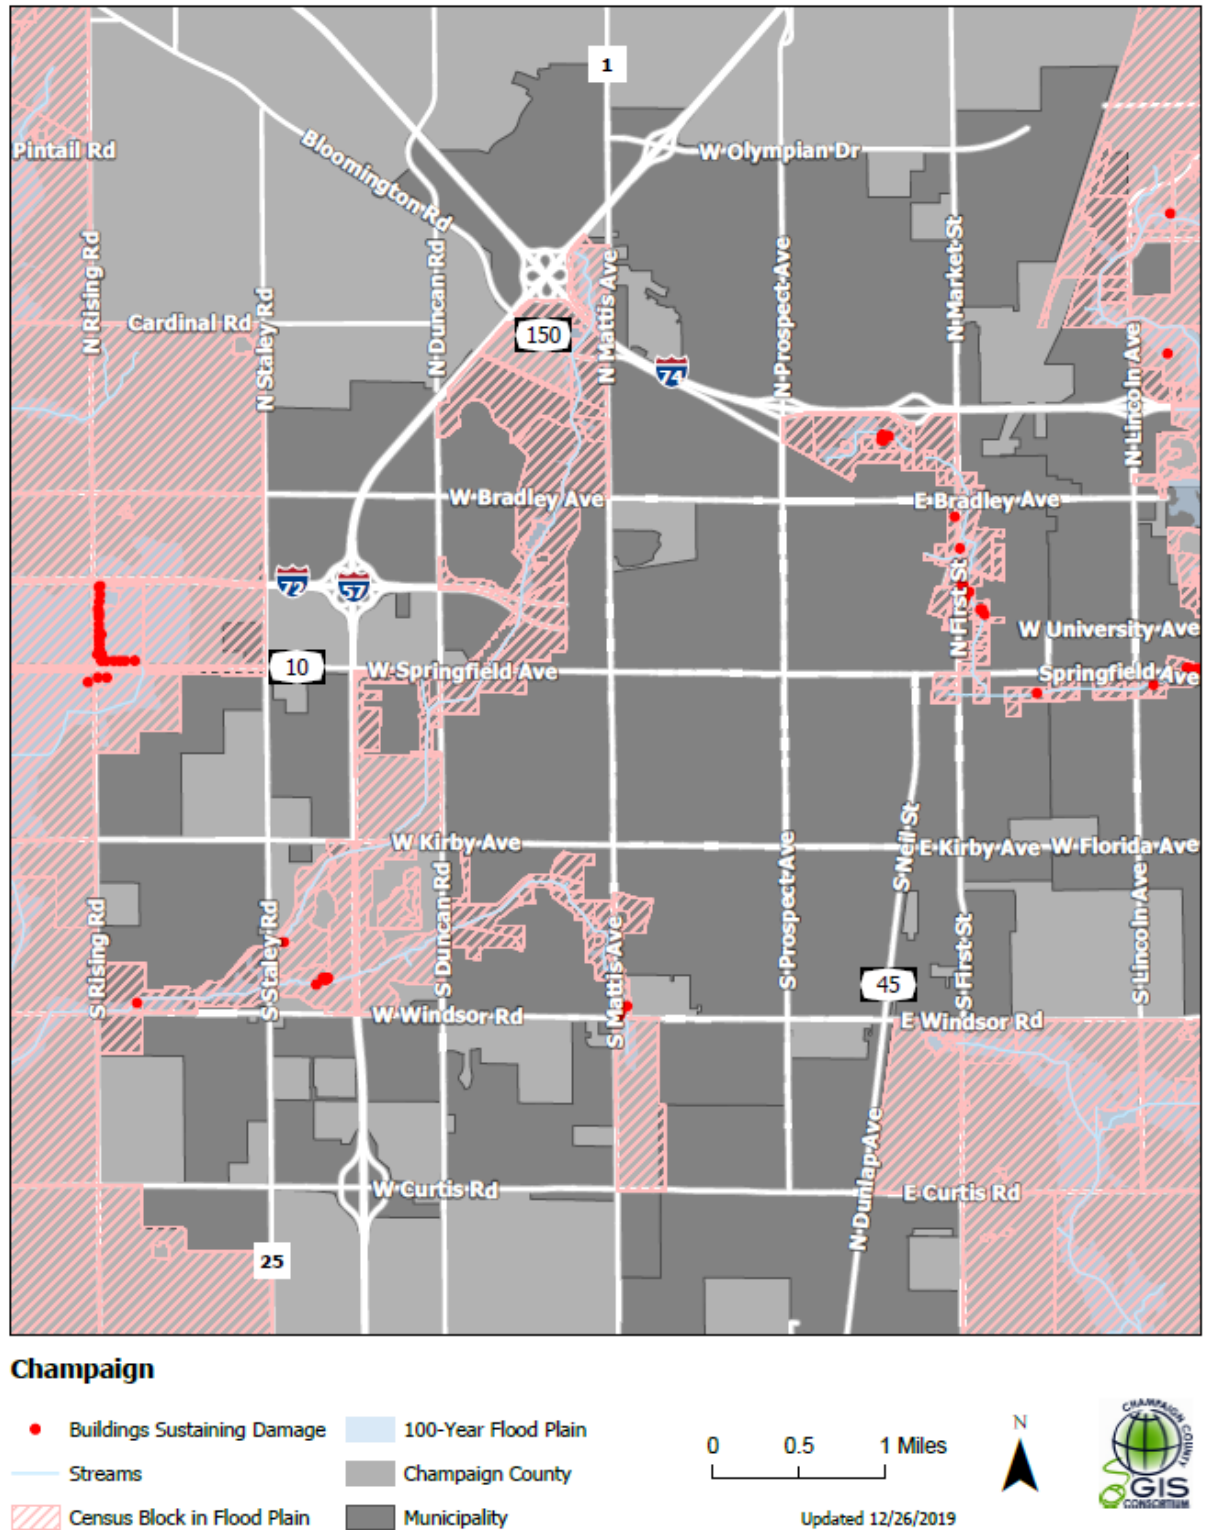 1
Pintail Rd
Bloomington Rd
W Olympian Dr
N Rising Rd
N Staley Rd
N Duncan Rd
N Mattis Ave
N Prospect Ave
N Market St
Cardinal Rd
150
74
N Lincoln Ave
W Bradley Ave
E Bradley Ave
72
57
N First St
W University Ave
10
W Springfield Ave
Springfield Ave
W Kirby Ave
S Neil St
E Kirby Ave
W Florida Ave
S Rising Rd
S Staley Rd
S Duncan Rd
S Mattis Ave
S Prospect Ave
45
S First St
S Lincoln Ave
W Windsor Rd
E Windsor Rd
N Dunlap Ave
W Curtis Rd
E Curtis Rd
25
Champaign
Buildings Sustaining Damage
100-Year Flood Plain
Streams
Champaign County
Census Block in Flood Plain
Municipality
0 0.5 1 Miles
N
Updated 12/26/2019
CHAMPAIGN COUNTY
GIS
CONSORTIUM